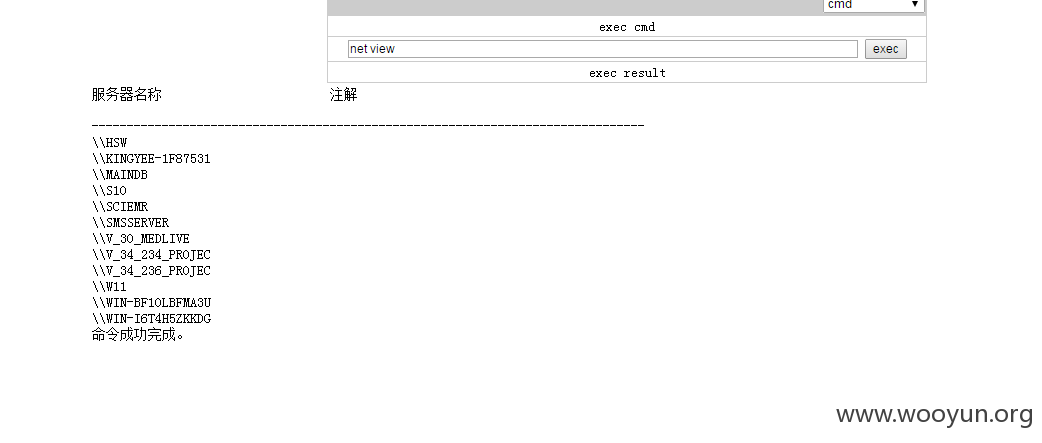 cmd
exec cmd
net view exec
exec result
服务器名称 注解
-------------------------------------------------------------------------------
\\HSW
\\KINGYEE-1F87531
\\MAINDB
\\S10
\\SCIEMR
\\SMSSERVER
\\V_30_MEDLIVE
\\V_34_234_PROJEC
\\V_34_236_PROJEC
\\W11
\\WIN-BF1OLBFMA3U
\\WIN-I6T4H5ZKKDG
命令成功完成。
www.wooyun.org